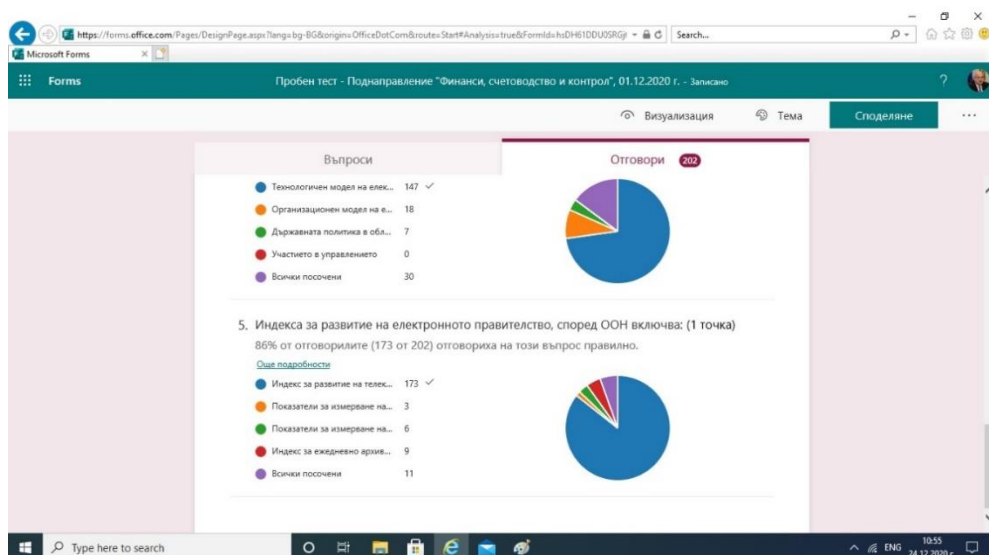 https://forms.office.com/Pages/DesignPage.aspx?lang=bg-BG&origin=OfficeDotCom&route=Start#Analysis=true&FormId=hsDH61DDU0SRGj
Search...
Microsoft Forms
Forms
Пробен тест - Поднаправление "Финанси, счетоводство и контрол", 01.12.2020 г. - Записано
?
Визуализация
Тема
Споделяне
Въпроси
Отговори 202
Технологичен модел на елек... 147
Организационен модел на е... 18
Държавната политика в обл... 7
Участието в управлението 0
Всички посочени 30
5. Индекса за развитие на електронното правителство, според ООН включва: (1 точка)
86% от отговорилите (173 от 202) отговориха на този въпрос правилно.
Още подробности
Индекс за развитие на телек... 173
Показатели за измерване на... 3
Показатели за измерване на... 6
Индекс за ежедневно архив... 9
Всички посочени 11
Type here to search
ENG
10:55
24.12.2020 г.